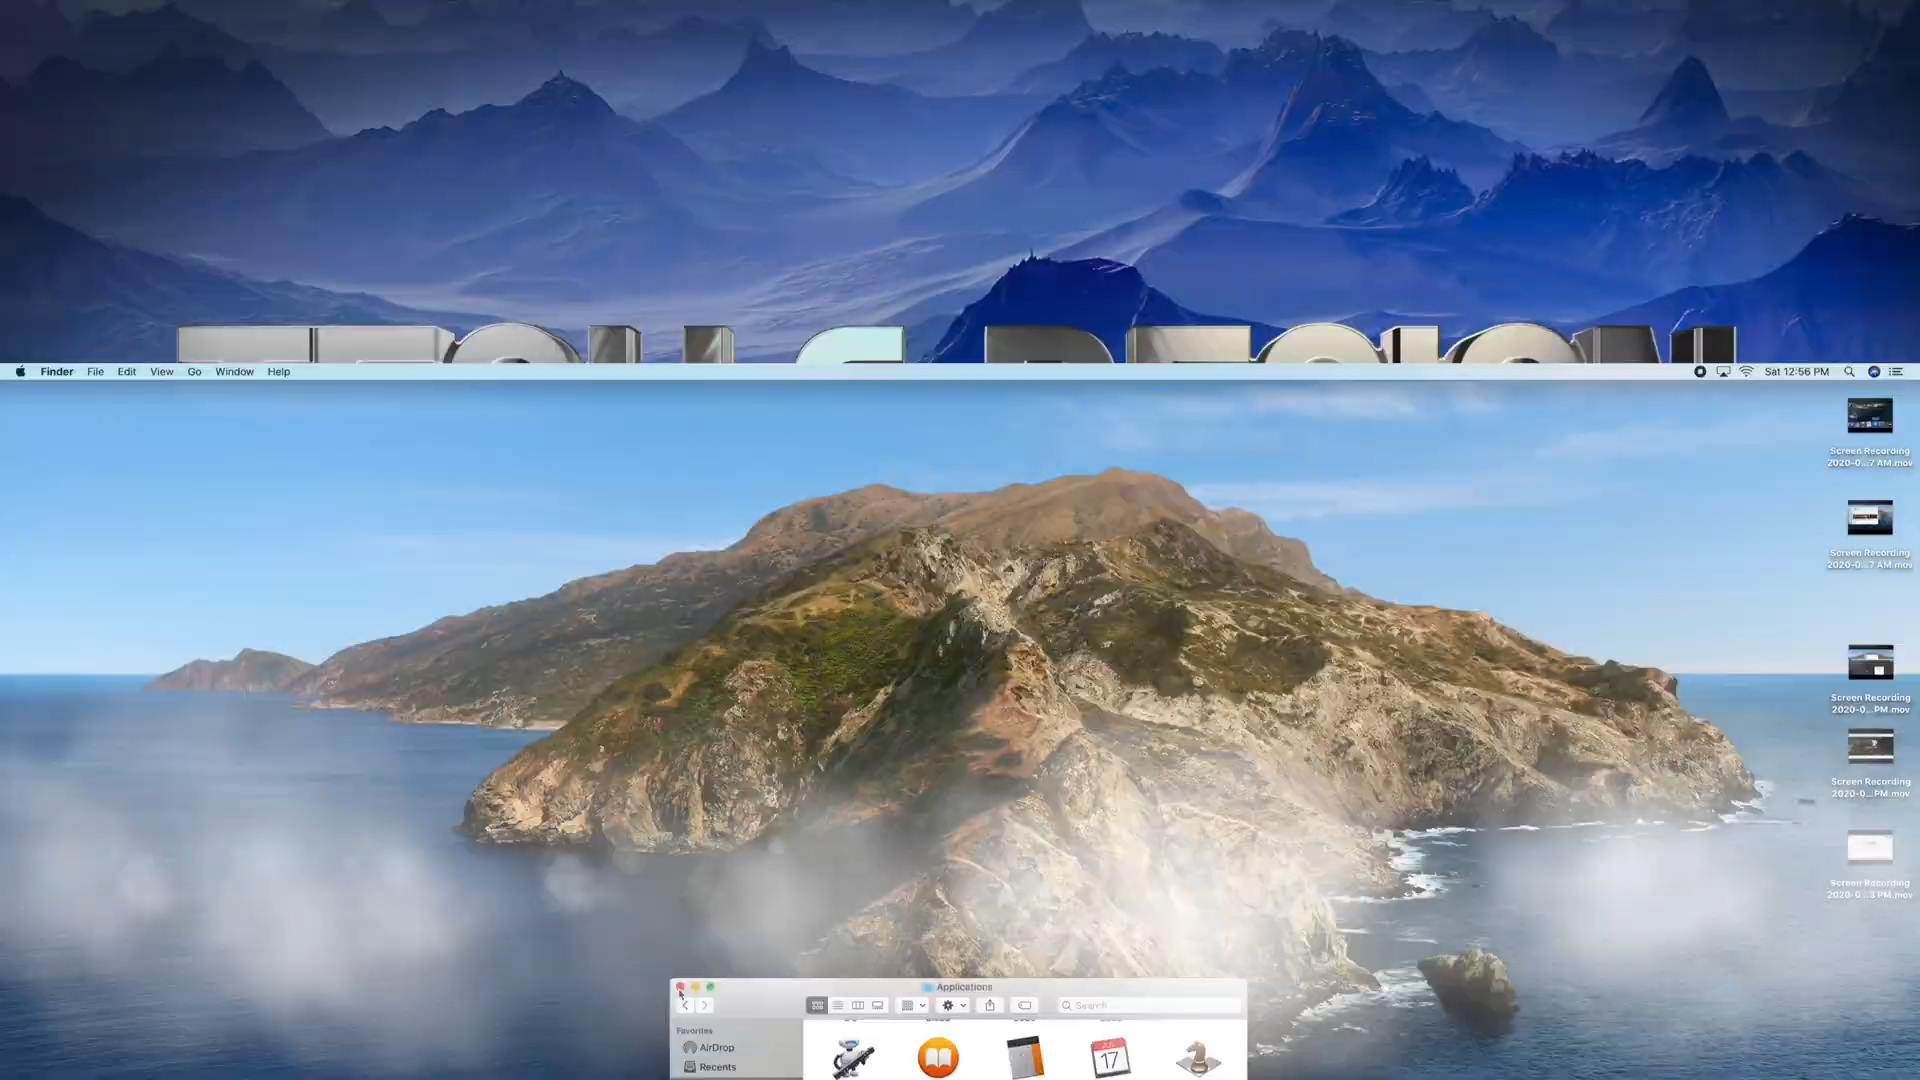 Finder File Edit View Go Window Help Sat 12:56 PM
Screen Recording
2020-0...7 AM.mov
Screen Recording
2020-0...7 AM.mov
Screen Recording
2020-0... PM.mov
Screen Recording
2020-0... PM.mov
Screen Recording
2020-0...3 PM.mov
Applications
Search
Favorites
AirDrop
Recents
JUL
17